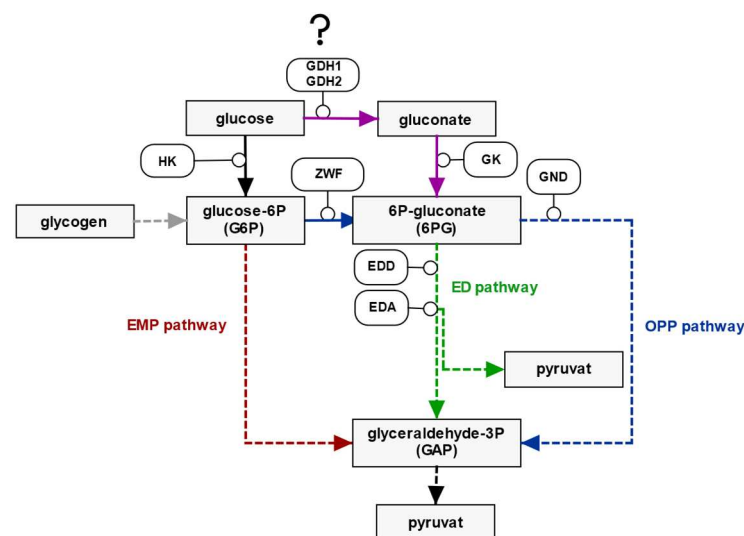 ?
GDH1
GDH2
glucose
gluconate
HK
GK
ZWF
GND
glycogen
glucose-6P
(G6P)
6P-gluconate
(6PG)
EDD
ED pathway
EDA
EMP pathway
OPP pathway
pyruvat
glyceraldehyde-3P
(GAP)
pyruvat